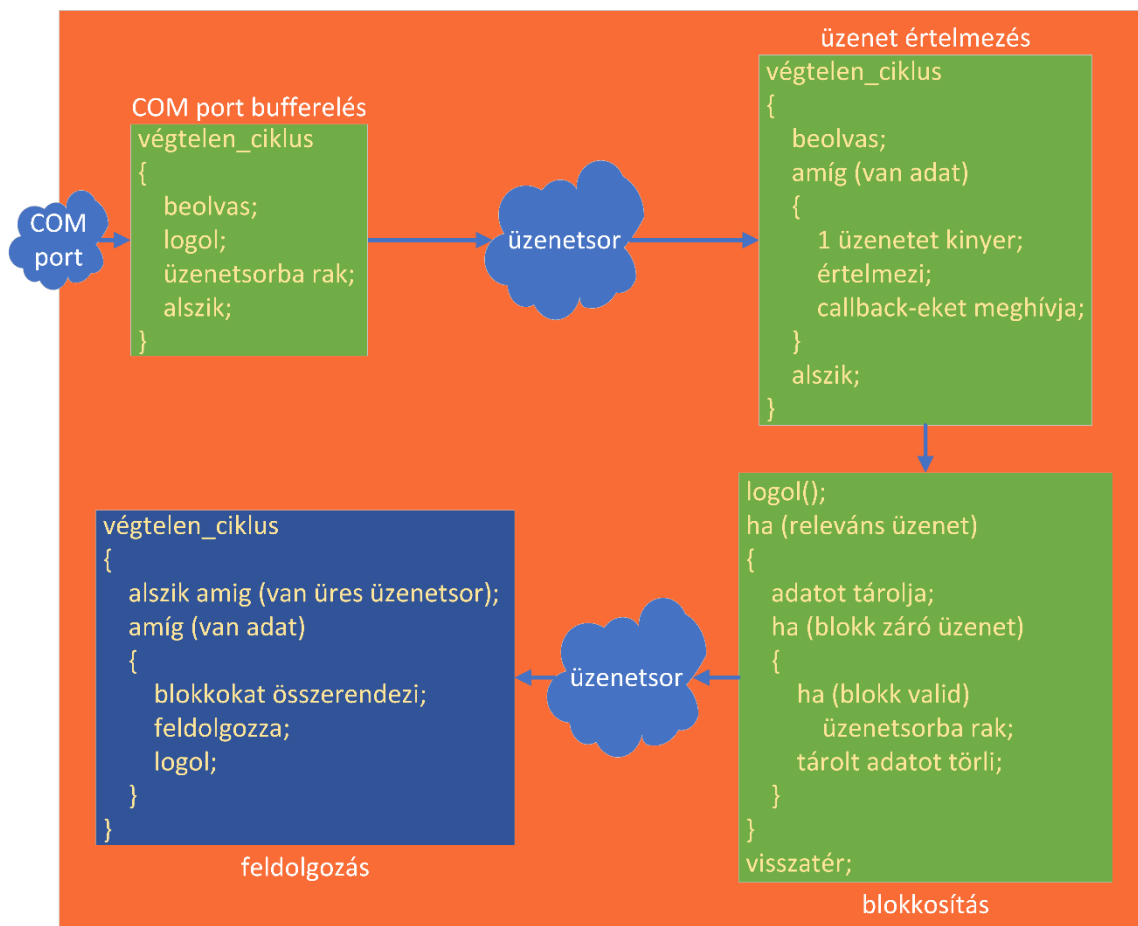 COM
port
COM port bufferelés
végtelen_ciklus
{
beolvas;
logol;
üzenetsorba rak;
alszik;
}
üzenetsor
üzenet értelmezés
végtelen_ciklus
{
beolvas;
amíg (van adat)
{
1 üzenetet kinyer;
értelmezi;
callback-eket meghívja;
}
alszik;
}
logol();
ha (releváns üzenet)
{
adatot tárolja;
ha (blokk záró üzenet)
{
ha (blokk valid)
üzenetsorba rak;
tárolt adatot törli;
}
}
visszatér;
blokkosítás
üzenetsor
végtelen_ciklus
{
alszik amig (van üres üzenetsor);
amíg (van adat)
{
blokkokat összerendezi;
feldolgozza;
logol;
}
}
feldolgozás